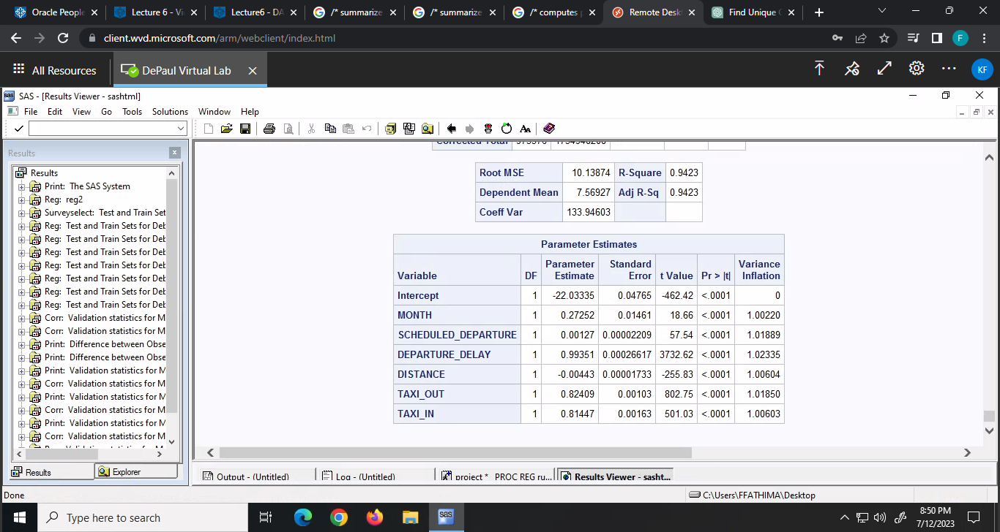 Oracle People
Lecture 6 - Vi
Lecture6 - DA
/* summarize
/* summarize
/* computes p
Remote Desk
Find Unique C
client.wvd.microsoft.com/arm/webclient/index.html
F
All Resources
DePaul Virtual Lab
KF
sas SAS - [Results Viewer - sashtml]
File Edit View Go Tools Solutions Window Help
Results
Results
Print: The SAS System
Reg: reg2
Surveyselect: Test and Train Set
Reg: Test and Train Sets for Deb
Reg: Test and Train Sets for Deb
Reg: Test and Train Sets for Deb
Reg: Test and Train Sets for Deb
Reg: Test and Train Sets for Deb
Reg: Test and Train Sets for Deb
Reg: Test and Train Sets for Deb
Corr: Validation statistics for M
Corr: Validation statistics for M
Print: Difference between Obse
Print: Difference between Obse
Print: Validation statistics for M
Corr: Validation statistics for M
Print: Validation statistics for M
Corr: Validation statistics for M
Print: Validation statistics for M
Corr: Validation statistics for M
Results
Explorer
Corrected Total
Root MSE 10.13874 R-Square 0.9423
Dependent Mean 7.56927 Adj R-Sq 0.9423
Coeff Var 133.94603
Parameter Estimates
Variable DF Parameter Estimate Standard Error t Value Pr > |t| Variance Inflation
Intercept 1 -22.03335 0.04765 -462.42 <.0001 0
MONTH 1 0.27252 0.01461 18.66 <.0001 1.00220
SCHEDULED_DEPARTURE 1 0.00127 0.00002209 57.54 <.0001 1.01889
DEPARTURE_DELAY 1 0.99351 0.00026617 3732.62 <.0001 1.02335
DISTANCE 1 -0.00443 0.00001733 -255.83 <.0001 1.00604
TAXI_OUT 1 0.82409 0.00103 802.75 <.0001 1.01850
TAXI_IN 1 0.81447 0.00163 501.03 <.0001 1.00603
Output - (Untitled)
Log - (Untitled)
project * PROC REG ru...
Results Viewer - sasht...
Done
C:\Users\FFATHIMA\Desktop
Type here to search
sas
8:50 PM
7/12/2023